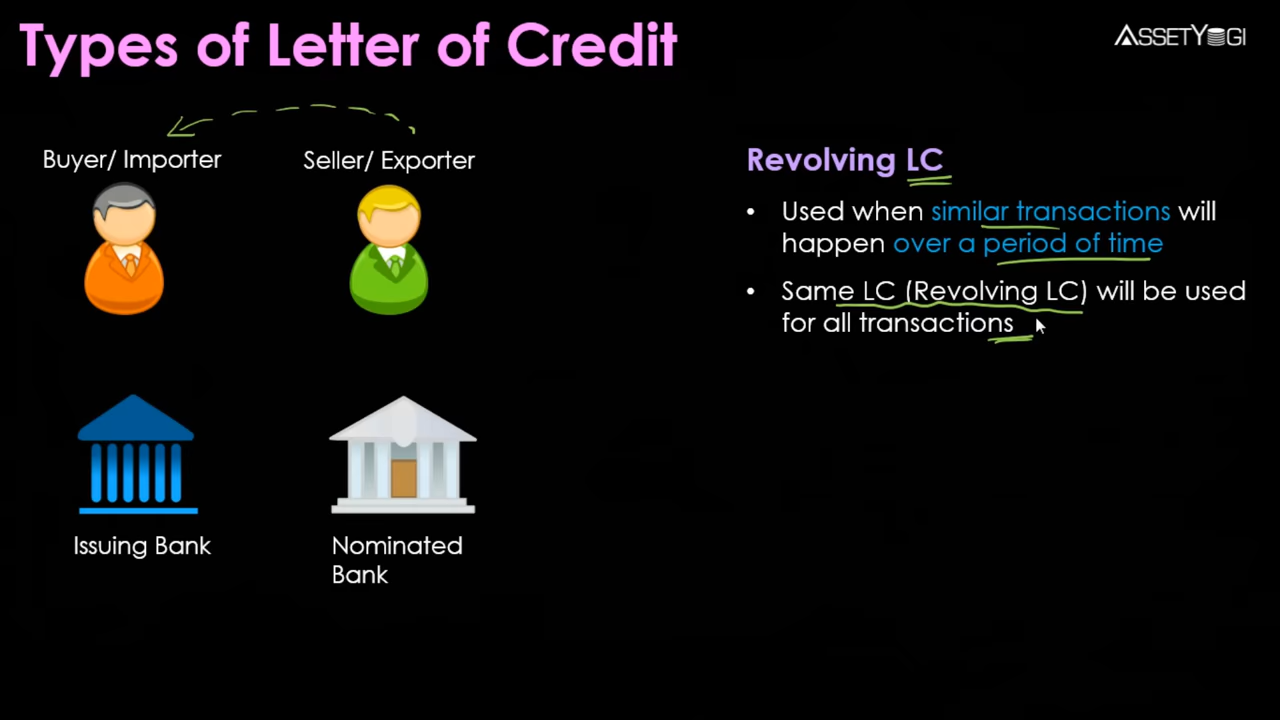 Types of Letter of Credit
ASSETYOGI
Buyer/ Importer
Seller/ Exporter
Revolving LC
• Used when similar transactions will
happen over a period of time
• Same LC (Revolving LC) will be used
for all transactions
Issuing Bank
Nominated
Bank